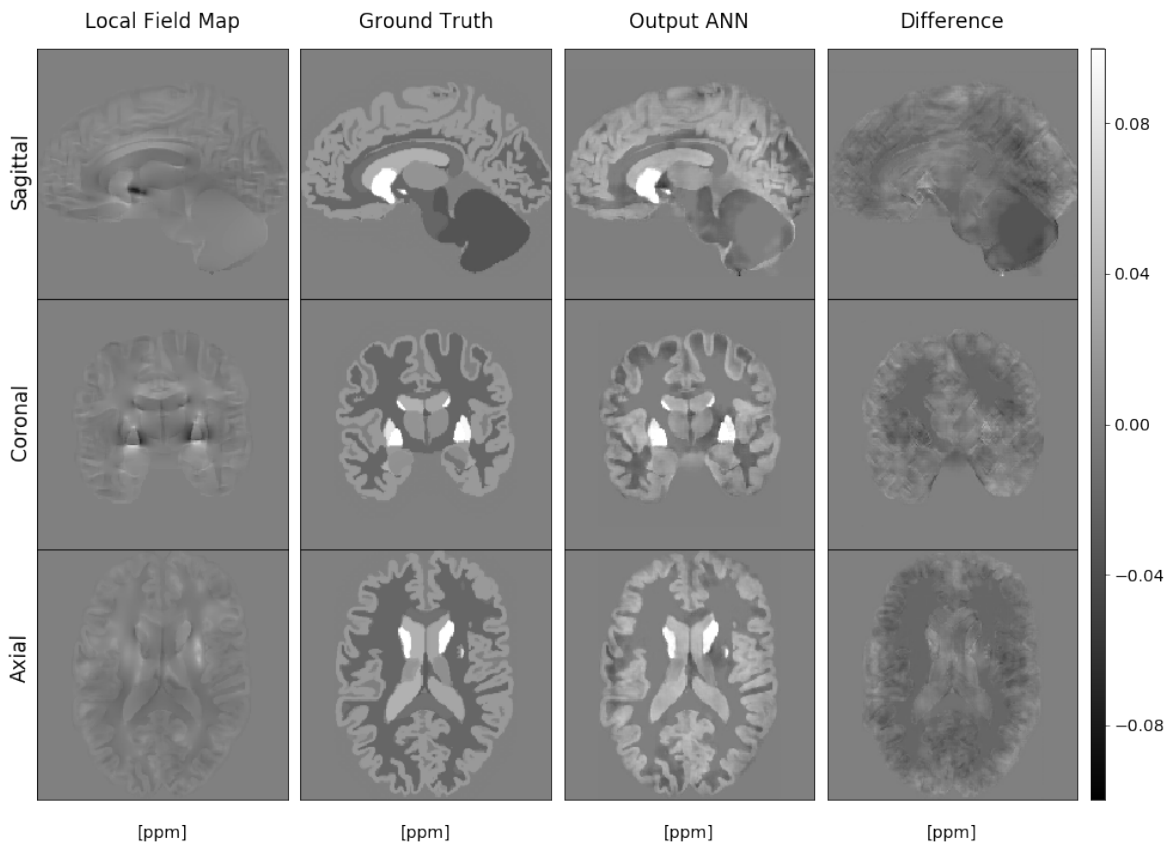 Local Field Map Ground Truth Output ANN Difference
Sagittal
Coronal
Axial
0.08
0.04
0.00
−0.04
−0.08
[ppm] [ppm] [ppm] [ppm]